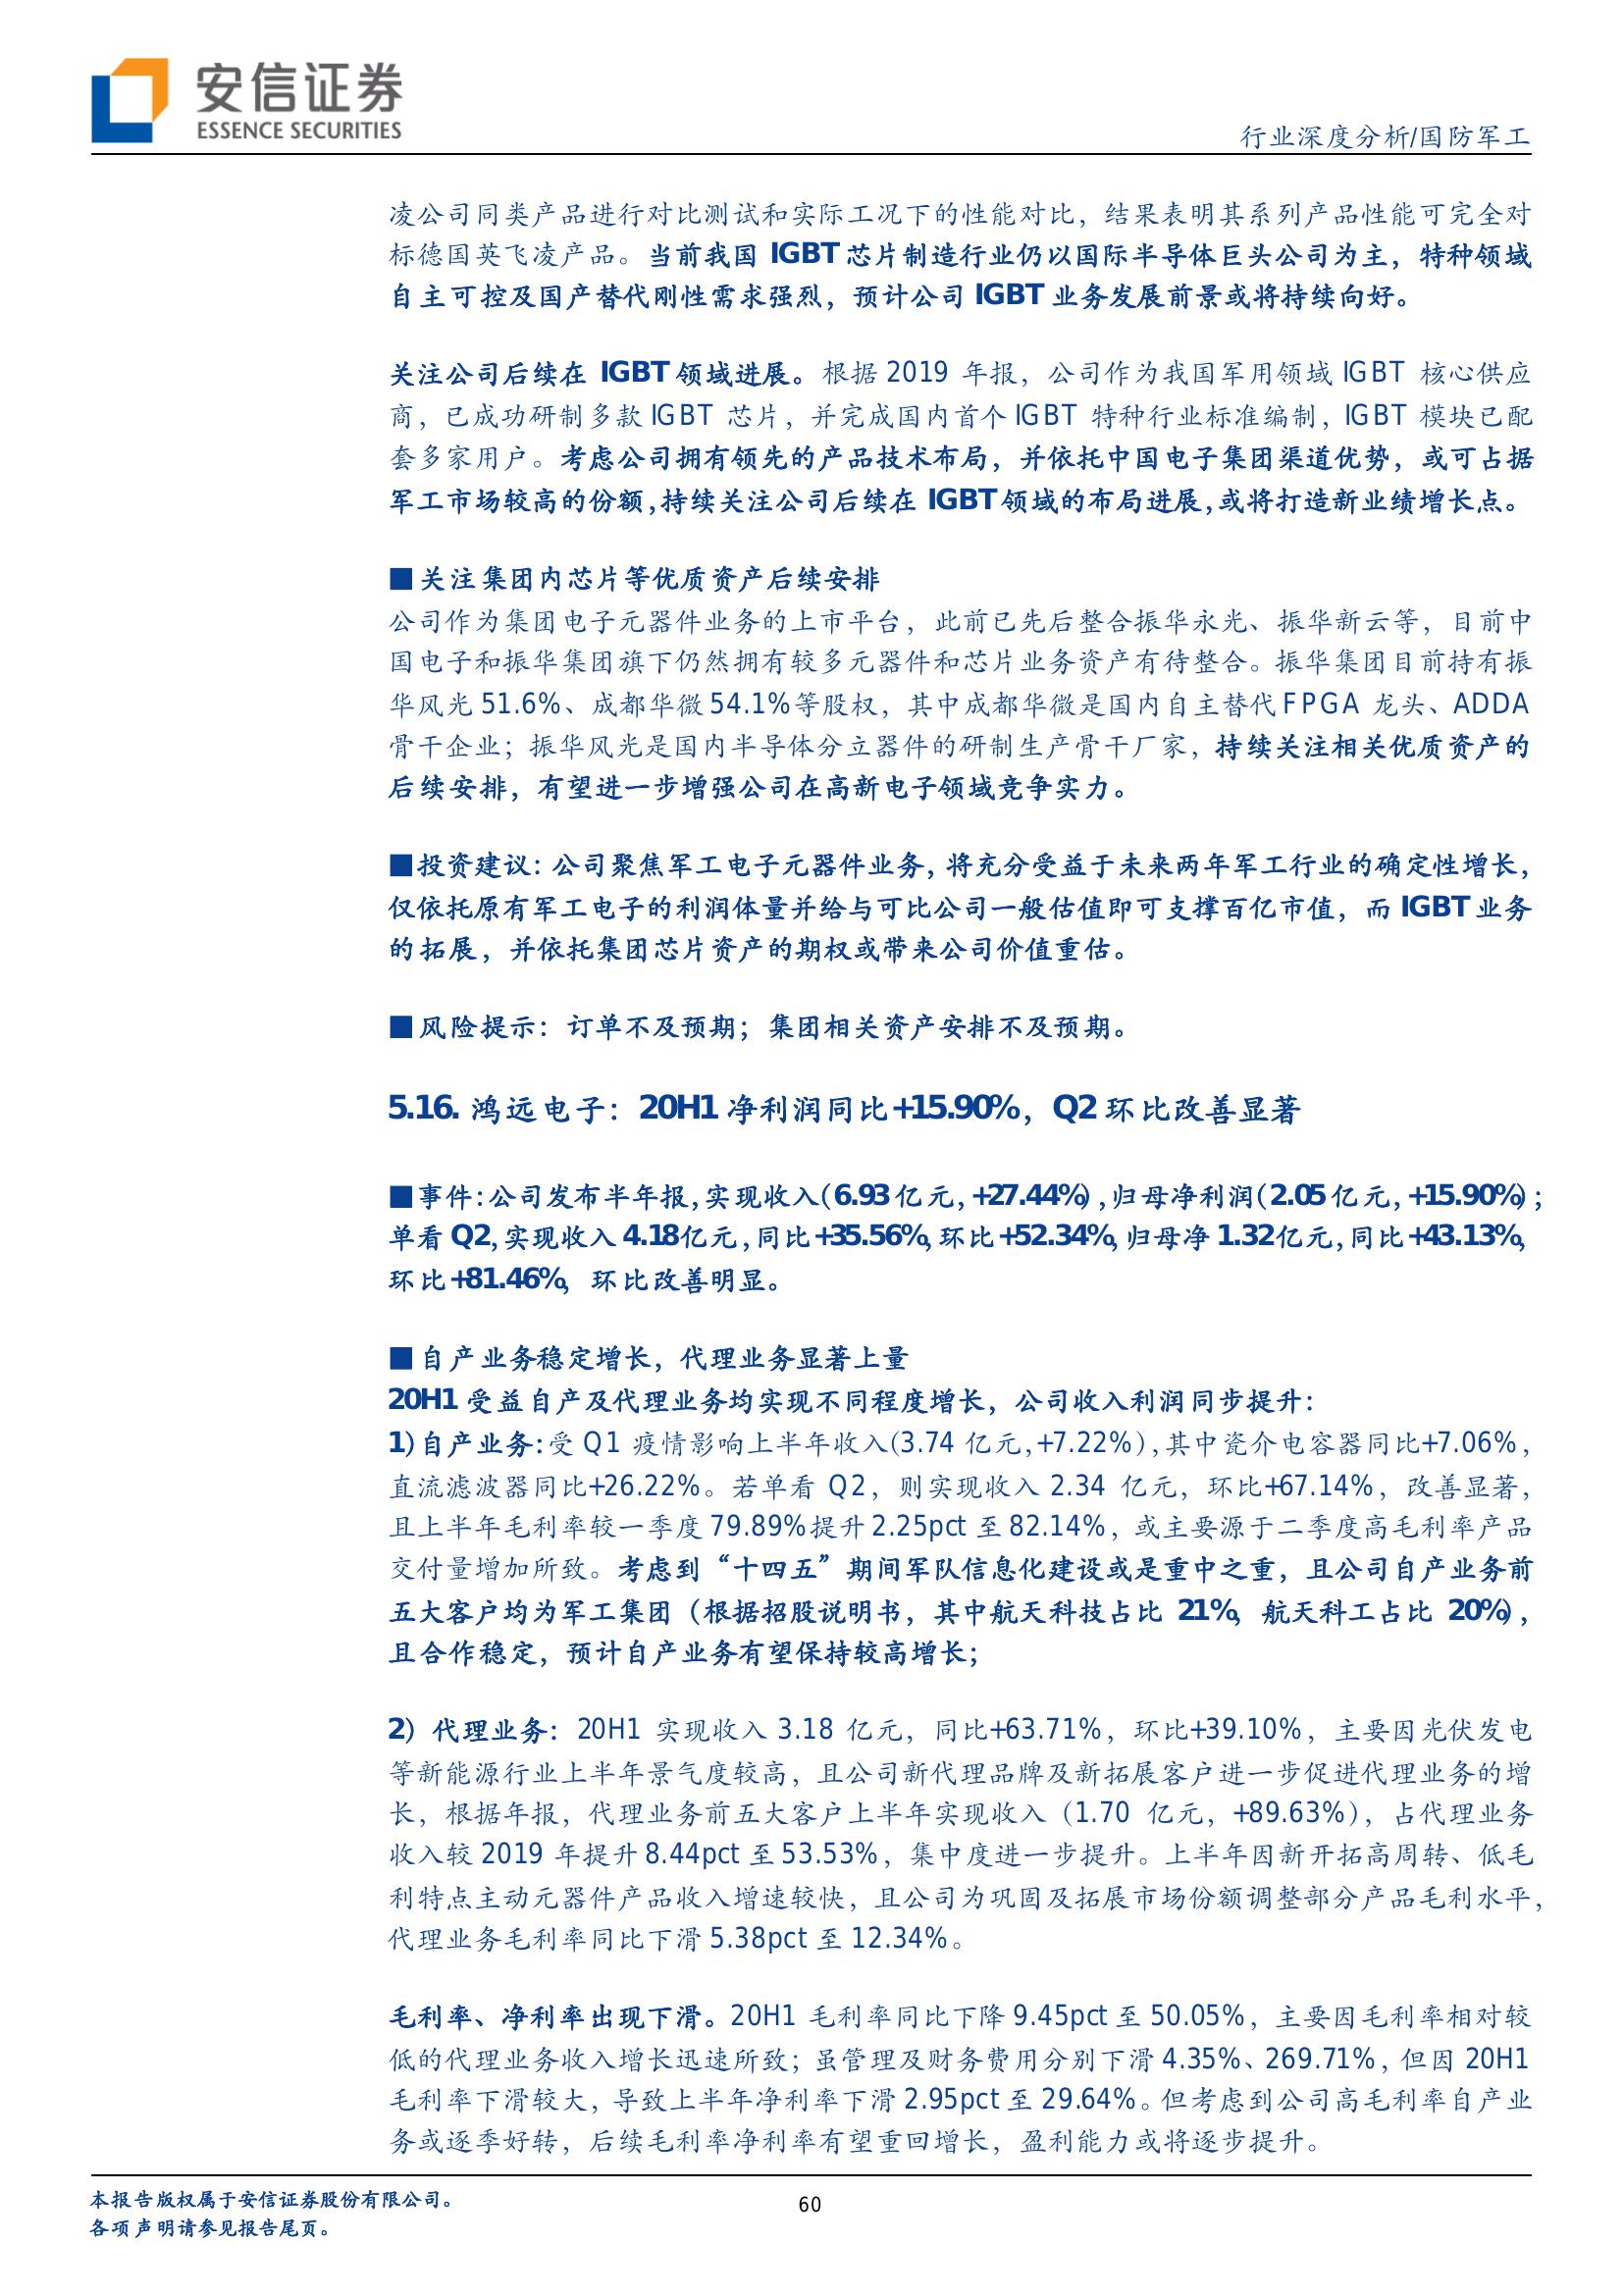 安信证券
ESSENCE SECURITIES
行业深度分析/国防军工
凌公司同类产品进行对比测试和实际工况下的性能对比，结果表明其系列产品性能可完全对
标德国英飞凌产品。当前我国 IGBT 芯片制造行业仍以国际半导体巨头公司为主，特种领域
自主可控及国产替代刚性需求强烈，预计公司 IGBT 业务发展前景或将持续向好。
关注公司后续在 IGBT 领域进展。根据 2019 年报，公司作为我国军用领域 IGBT 核心供应
商，已成功研制多款 IGBT 芯片，并完成国内首个 IGBT 特种行业标准编制，IGBT 模块已配
套多家用户。考虑公司拥有领先的产品技术布局，并依托中国电子集团渠道优势，或可占据
军工市场较高的份额，持续关注公司后续在 IGBT 领域的布局进展，或将打造新业绩增长点。
■关注集团内芯片等优质资产后续安排
公司作为集团电子元器件业务的上市平台，此前已先后整合振华永光、振华新云等，目前中
国电子和振华集团旗下仍然拥有较多元器件和芯片业务资产有待整合。振华集团目前持有振
华风光 51.6%、成都华微 54.1%等股权，其中成都华微是国内自主替代 FPGA 龙头、ADDA
骨干企业；振华风光是国内半导体分立器件的研制生产骨干厂家，持续关注相关优质资产的
后续安排，有望进一步增强公司在高新电子领域竞争实力。
■投资建议：公司聚焦军工电子元器件业务，将充分受益于未来两年军工行业的确定性增长，
仅依托原有军工电子的利润体量并给与可比公司一般估值即可支撑百亿市值，而 IGBT 业务
的拓展，并依托集团芯片资产的期权或带来公司价值重估。
■风险提示：订单不及预期；集团相关资产安排不及预期。
5.16. 鸿远电子：20H1 净利润同比+15.90%，Q2 环比改善显著
■事件：公司发布半年报，实现收入（6.93 亿元，+27.44%），归母净利润（2.05 亿元，+15.90%）；
单看 Q2，实现收入 4.18 亿元，同比+35.56%，环比+52.34%，归母净 1.32 亿元，同比+43.13%，
环比+81.46%，环比改善明显。
■自产业务稳定增长，代理业务显著上量
20H1 受益自产及代理业务均实现不同程度增长，公司收入利润同步提升：
1）自产业务：受 Q1 疫情影响上半年收入（3.74 亿元，+7.22%），其中瓷介电容器同比+7.06%，
直流滤波器同比+26.22%。若单看 Q2，则实现收入 2.34 亿元，环比+67.14%，改善显著，
且上半年毛利率较一季度 79.89%提升 2.25pct 至 82.14%，或主要源于二季度高毛利率产品
交付量增加所致。考虑到“十四五”期间军队信息化建设或是重中之重，且公司自产业务前
五大客户均为军工集团（根据招股说明书，其中航天科技占比 21%，航天科工占比 20%），
且合作稳定，预计自产业务有望保持较高增长；
2）代理业务：20H1 实现收入 3.18 亿元，同比+63.71%，环比+39.10%，主要因光伏发电
等新能源行业上半年景气度较高，且公司新代理品牌及新拓展客户进一步促进代理业务的增
长，根据年报，代理业务前五大客户上半年实现收入（1.70 亿元，+89.63%），占代理业务
收入较 2019 年提升 8.44pct 至 53.53%，集中度进一步提升。上半年因新开拓高周转、低毛
利特点主动元器件产品收入增速较快，且公司为巩固及拓展市场份额调整部分产品毛利水平，
代理业务毛利率同比下滑 5.38pct 至 12.34%。
毛利率、净利率出现下滑。20H1 毛利率同比下降 9.45pct 至 50.05%，主要因毛利率相对较
低的代理业务收入增长迅速所致；虽管理及财务费用分别下滑 4.35%、269.71%，但因 20H1
毛利率下滑较大，导致上半年净利率下滑 2.95pct 至 29.64%。但考虑到公司高毛利率自产业
务或逐季好转，后续毛利率净利率有望重回增长，盈利能力或将逐步提升。
本报告版权属于安信证券股份有限公司。
60
各项声明请参见报告尾页。